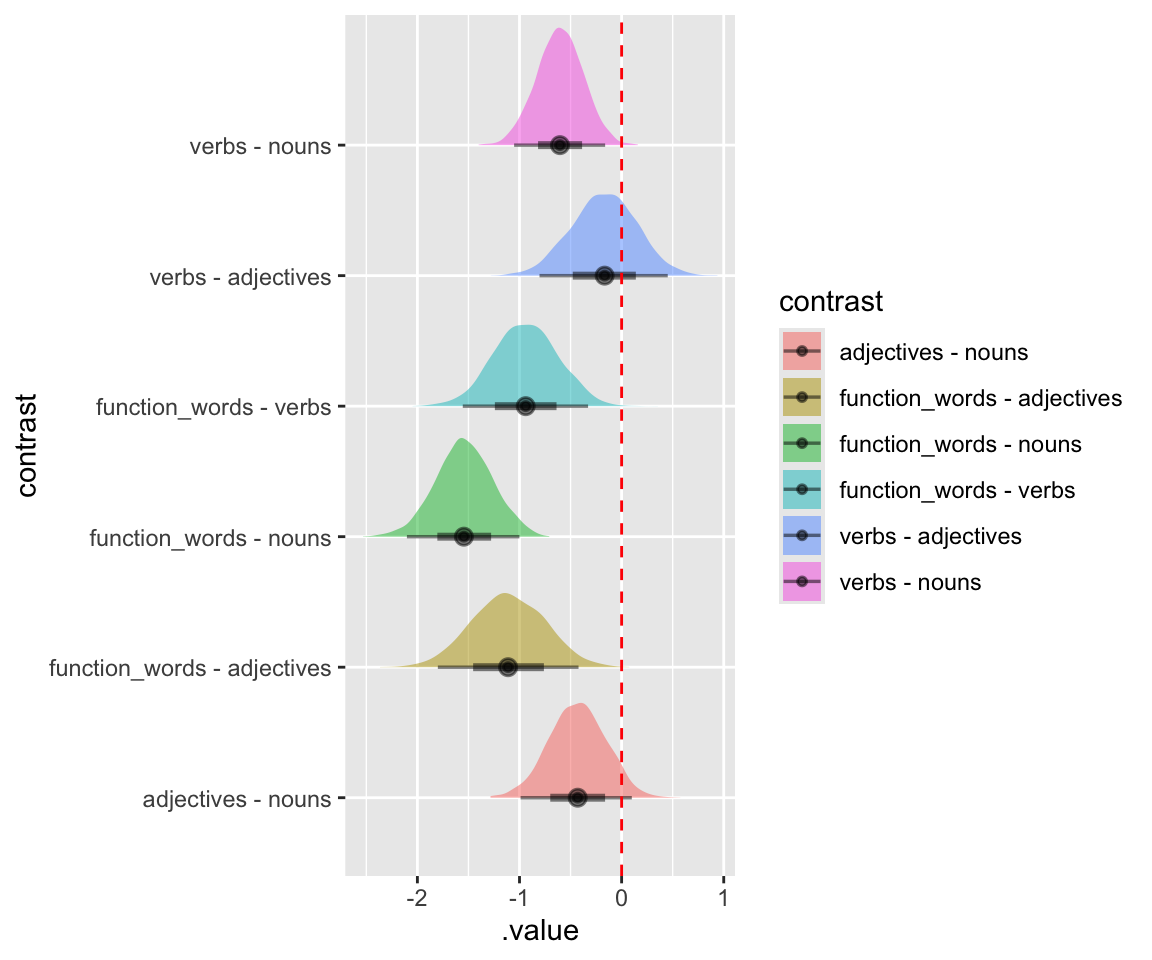 contrast
verbs - nouns
verbs - adjectives
function_words - verbs
function_words - nouns
function_words - adjectives
adjectives - nouns
-2 -1 0 1
.value
contrast
adjectives - nouns
function_words - adjectives
function_words - nouns
function_words - verbs
verbs - adjectives
verbs - nouns